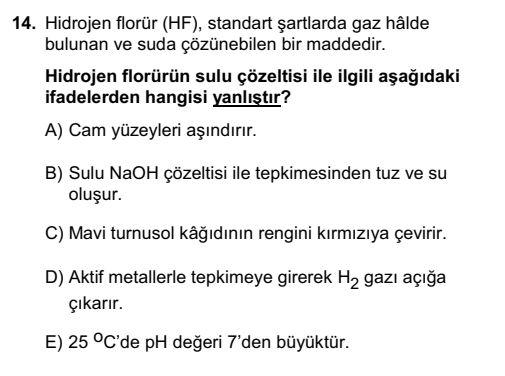 14. Hidrojen florür (HF), standart şartlarda gaz hâlde
bulunan ve suda çözünebilen bir maddedir.
Hidrojen florürün sulu çözeltisi ile ilgili aşağıdaki
ifadelerden hangisi yanlıştır?
A) Cam yüzeyleri aşındırır.
B) Sulu NaOH çözeltisi ile tepkimesinden tuz ve su
oluşur.
C) Mavi turnusol kâğıdının rengini kırmızıya çevirir.
D) Aktif metallerle tepkimeye girerek H₂ gazı açığa
çıkarır.
E) 25 ºC’de pH değeri 7’den büyüktür.